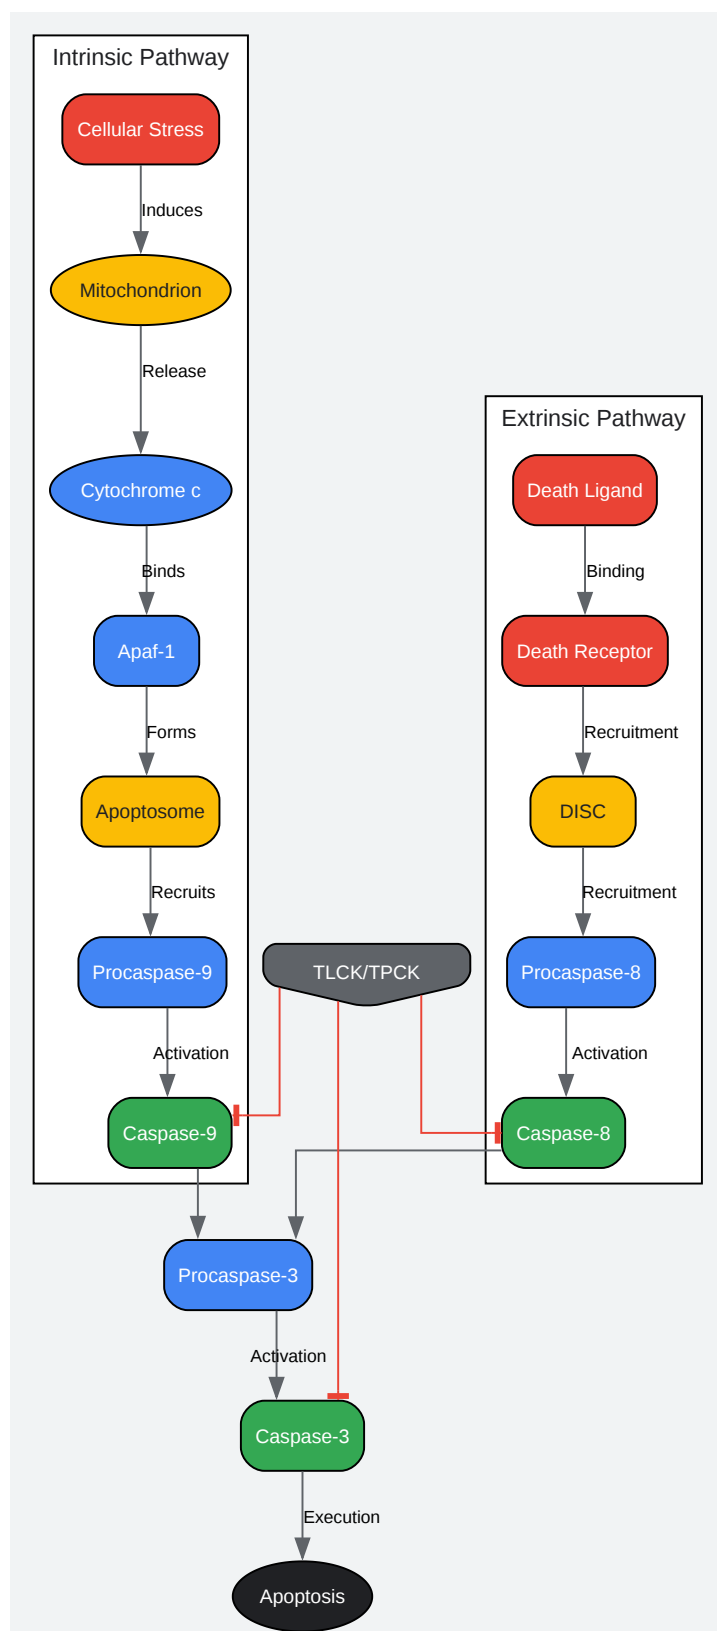 Intrinsic Pathway
Cellular Stress
Induces
Mitochondrion
Release
Cytochrome c
Binds
Apaf-1
Forms
Apoptosome
Recruits
Procaspase-9
Activation
Caspase-9
Extrinsic Pathway
Death Ligand
Binding
Death Receptor
Recruitment
DISC
Recruitment
Procaspase-8
Activation
Caspase-8
TLCK/TPCK
Procaspase-3
Activation
Caspase-3
Execution
Apoptosis